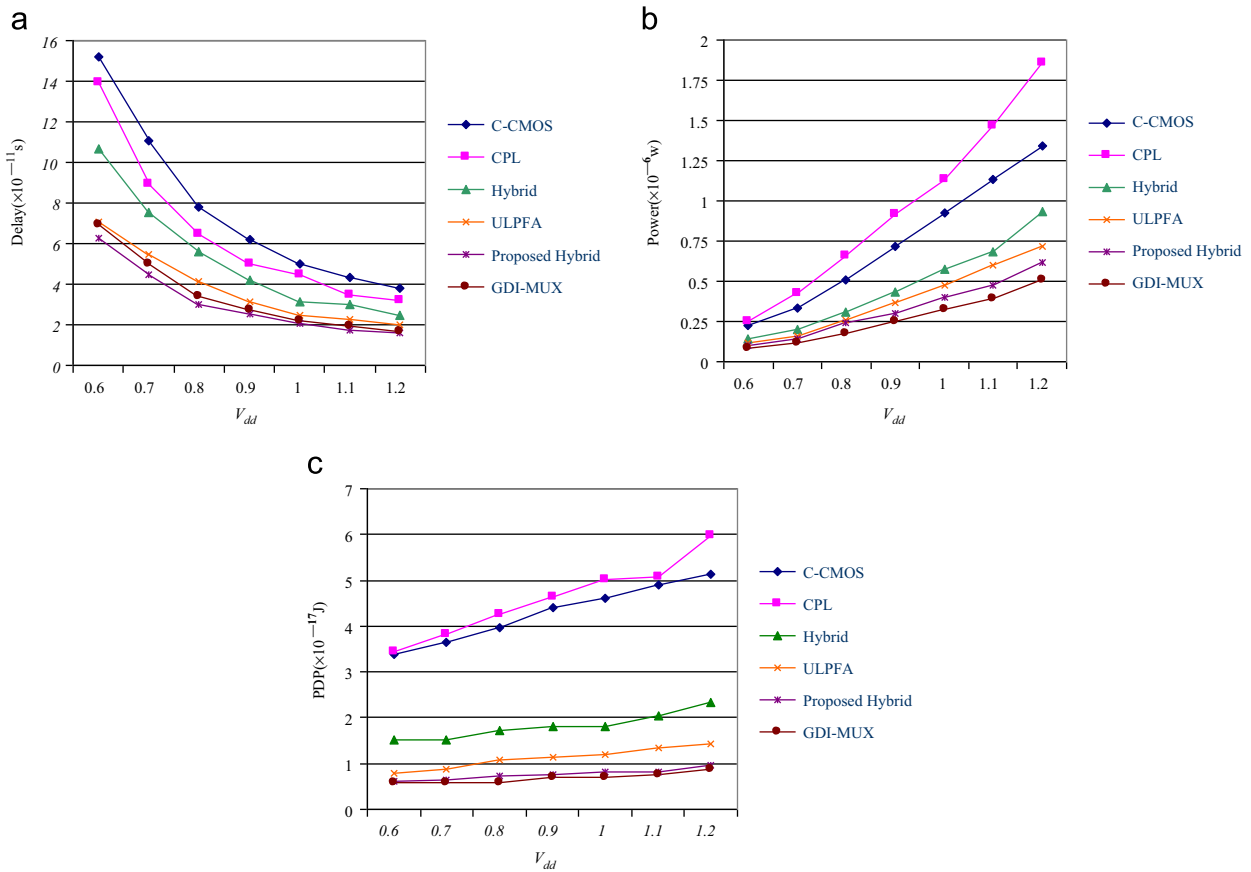 a
Delay(×10⁻¹¹s)
16
14
12
10
8
6
4
2
0
0.6 0.7 0.8 0.9 1 1.1 1.2
V_dd
C-CMOS
CPL
Hybrid
ULPFA
Proposed Hybrid
GDI-MUX
b
Power(×10⁻⁶w)
2
1.75
1.5
1.25
1
0.75
0.5
0.25
0
0.6 0.7 0.8 0.9 1 1.1 1.2
V_dd
C-CMOS
CPL
Hybrid
ULPFA
Proposed Hybrid
GDI-MUX
c
PDP(×10⁻¹⁷J)
7
6
5
4
3
2
1
0
0.6 0.7 0.8 0.9 1 1.1 1.2
V_dd
C-CMOS
CPL
Hybrid
ULPFA
Proposed Hybrid
GDI-MUX